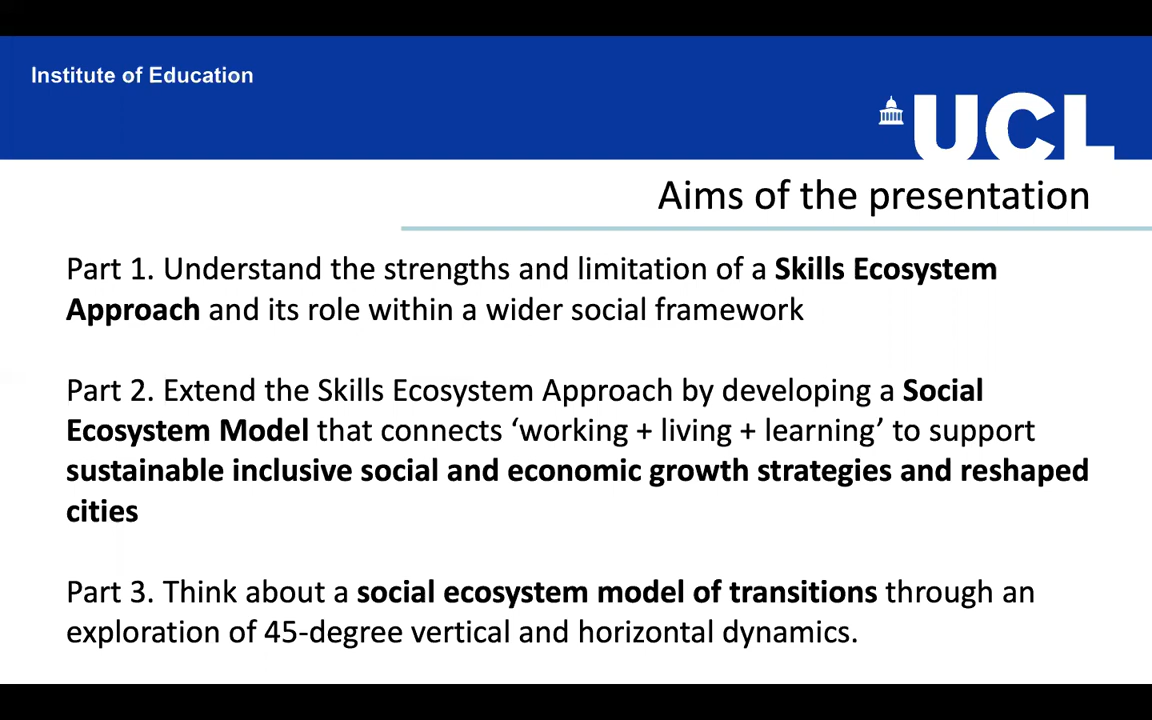 Institute of Education
UCL
Aims of the presentation
Part 1. Understand the strengths and limitation of a Skills Ecosystem
Approach and its role within a wider social framework
Part 2. Extend the Skills Ecosystem Approach by developing a Social
Ecosystem Model that connects ‘working + living + learning’ to support
sustainable inclusive social and economic growth strategies and reshaped
cities
Part 3. Think about a social ecosystem model of transitions through an
exploration of 45-degree vertical and horizontal dynamics.